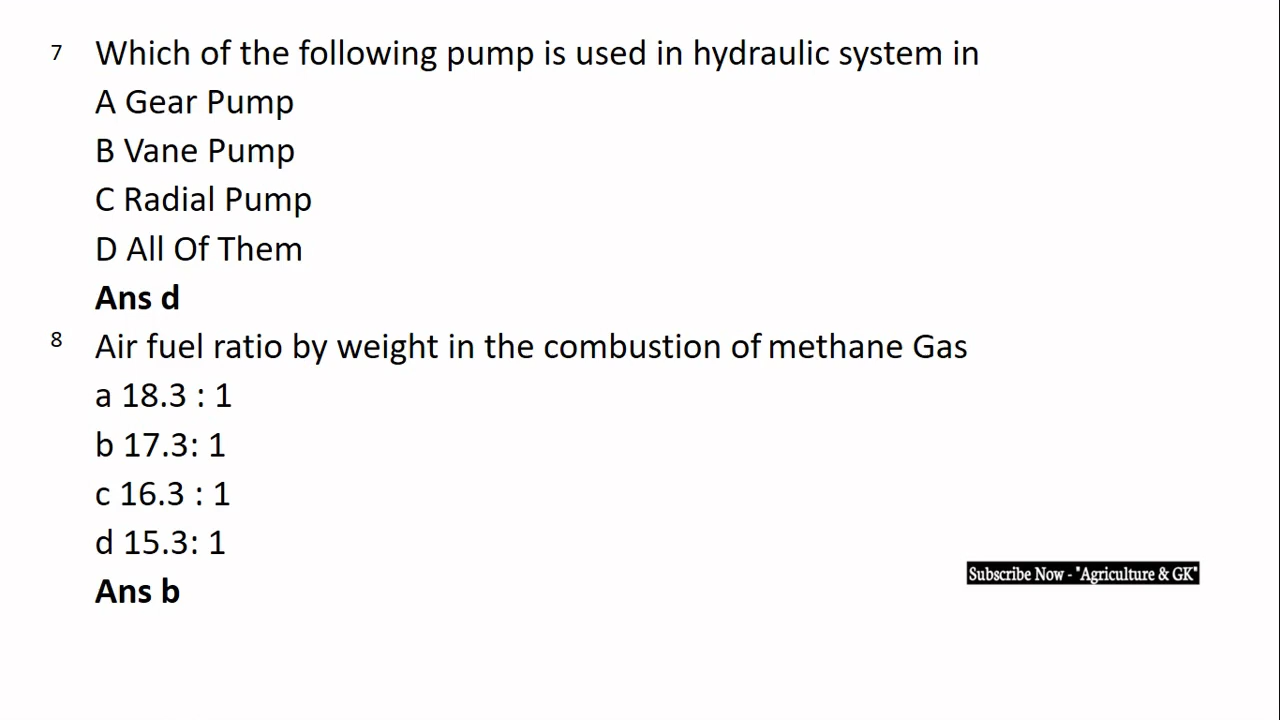 7 Which of the following pump is used in hydraulic system in
A Gear Pump
B Vane Pump
C Radial Pump
D All Of Them
Ans d
8 Air fuel ratio by weight in the combustion of methane Gas
a 18.3 : 1
b 17.3: 1
c 16.3 : 1
d 15.3: 1
Ans b
Subscribe Now - "Agriculture & GK"